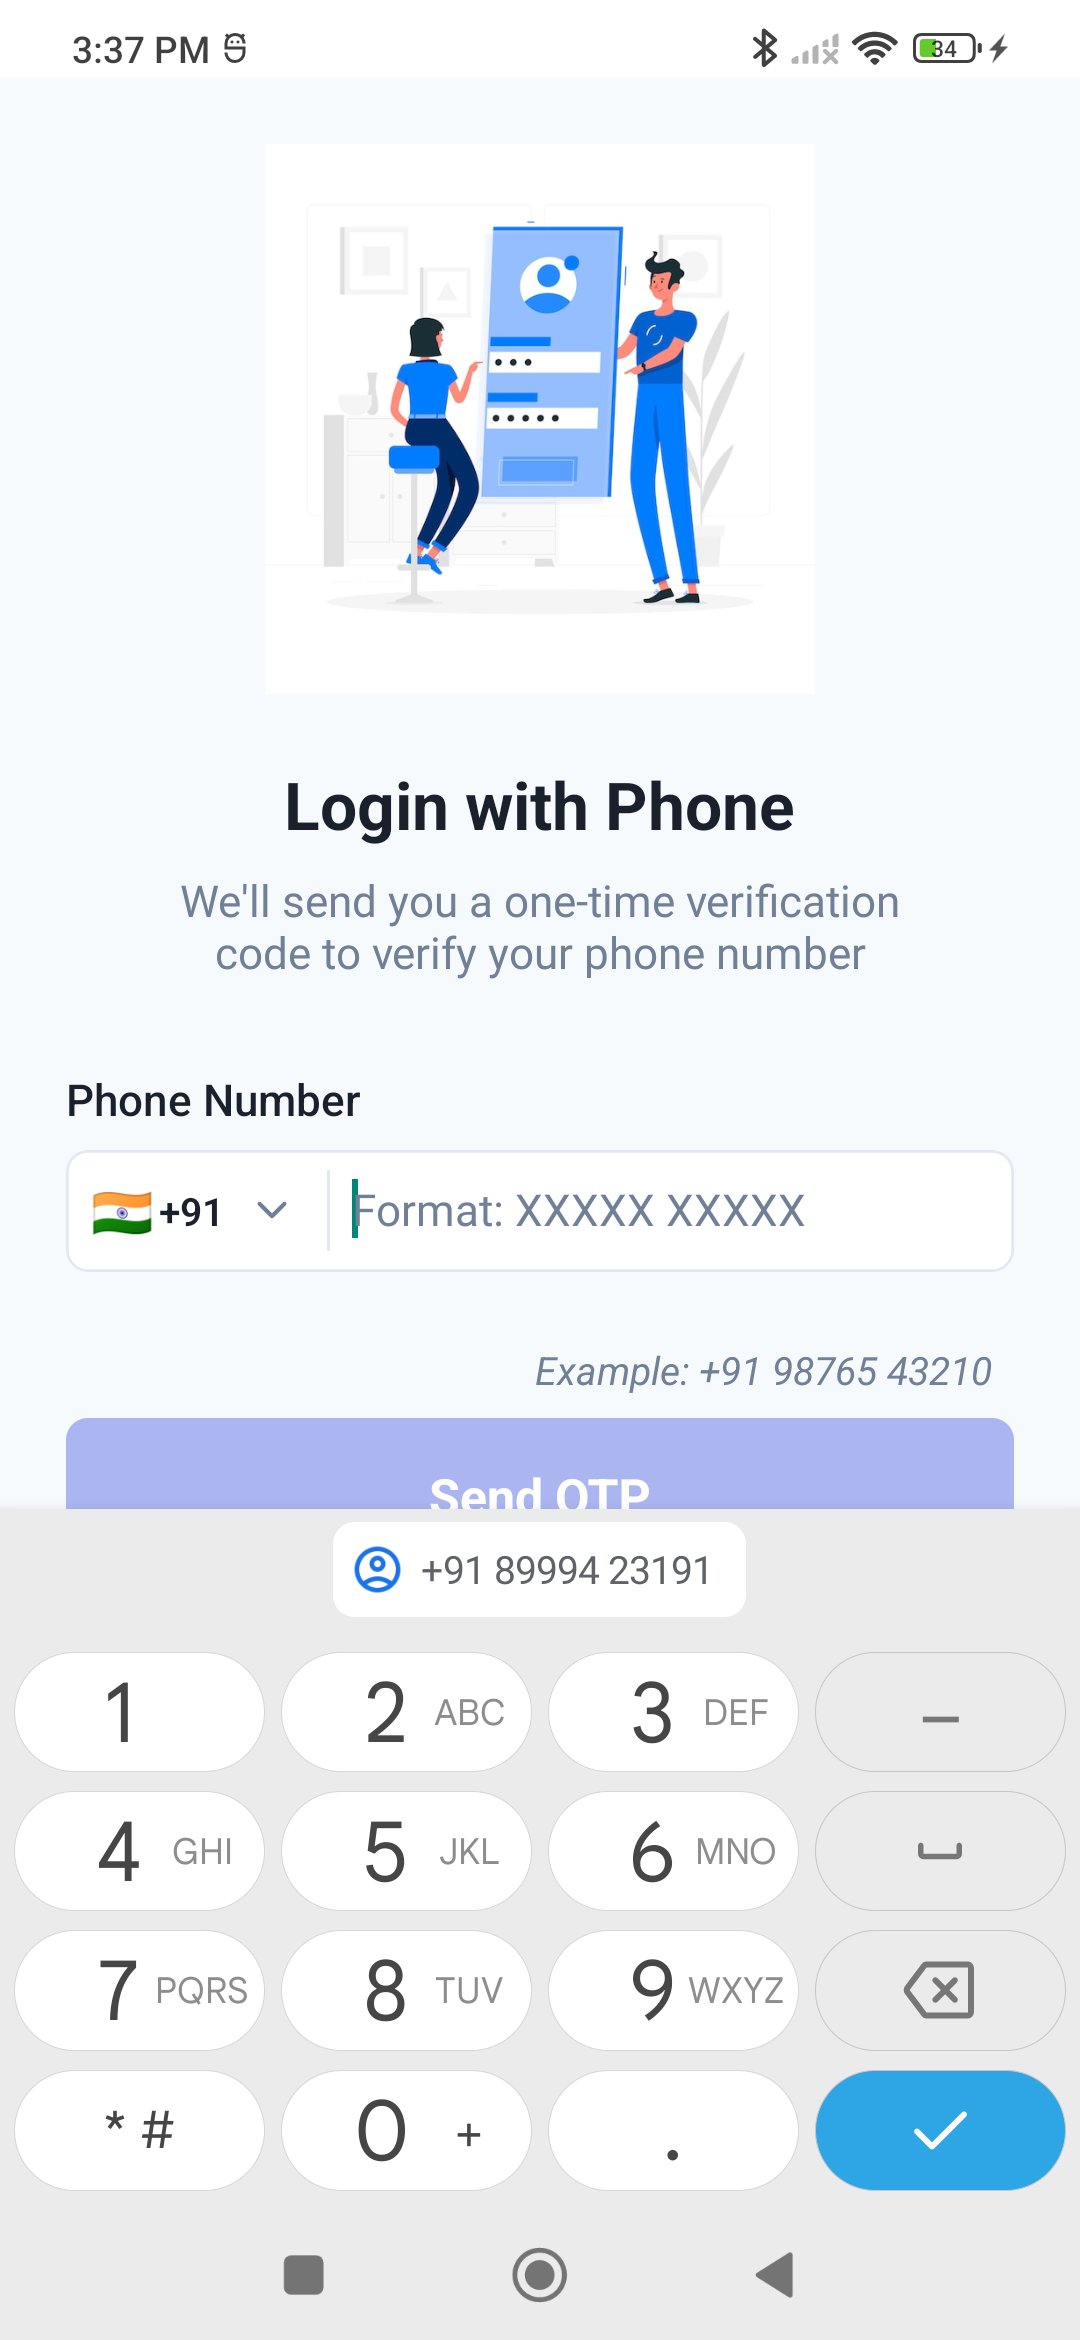 3:37 PM
34
Login with Phone
We'll send you a one-time verification
code to verify your phone number
Phone Number
+91
Format: XXXXX XXXXX
Example: +91 98765 43210
Send OTP
+91 89994 23191
1
2 ABC
3 DEF
–
4 GHI
5 JKL
6 MNO
7 PQRS
8 TUV
9 WXYZ
* #
0 +
.